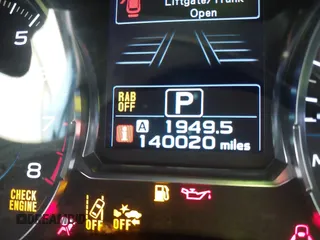 Liftgate/Trunk
Open
5
RAB
OFF
P
i A 1949.5
140020 miles
7
8
CHECK
ENGINE
OFF
OFF